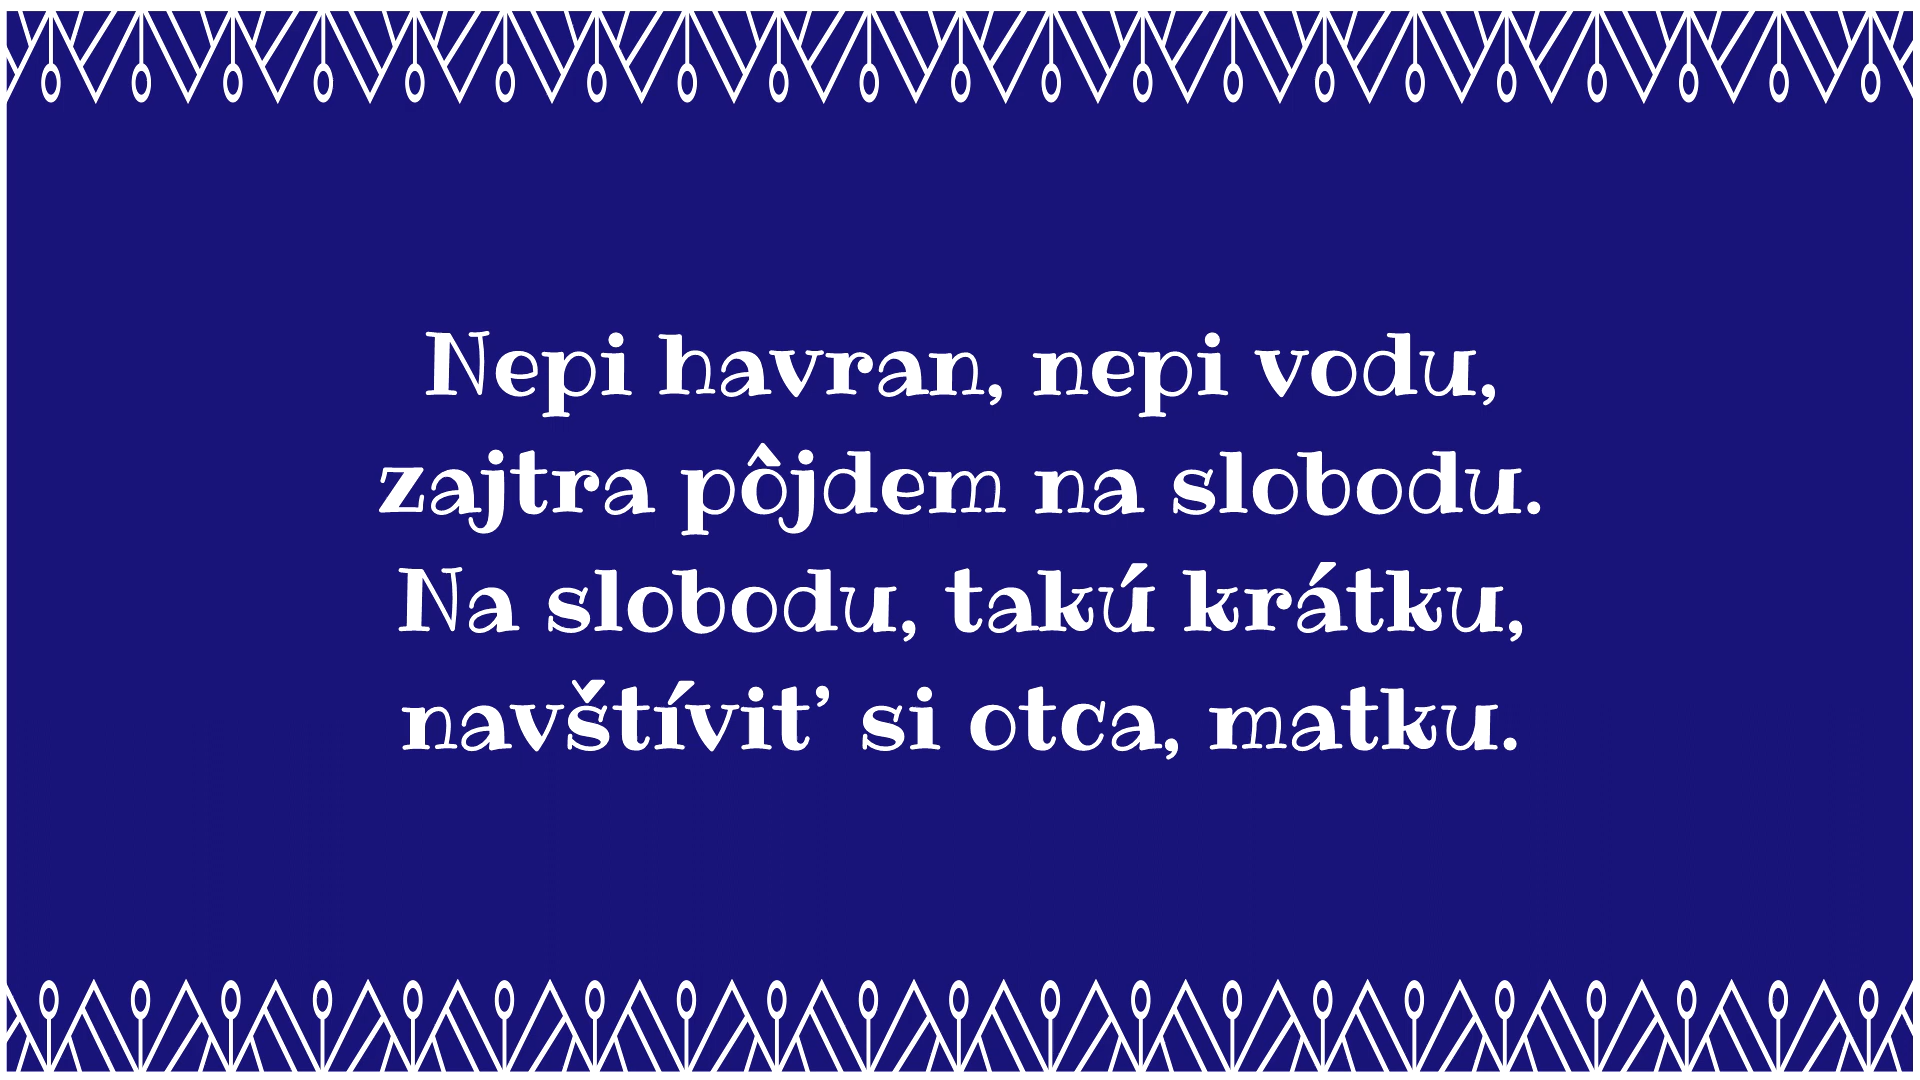 Nepi havran, nepi vodu,
zajtra pôjdem na slobodu.
Na slobodu, takú krátku,
navštíviť si otca, matku.